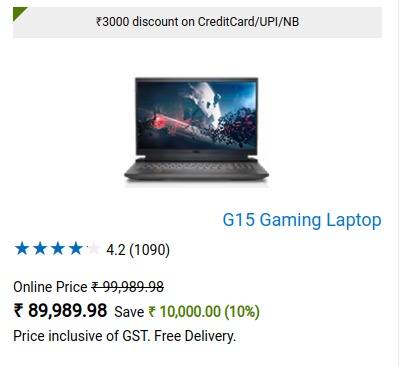 ₹3000 discount on CreditCard/UPI/NB
G15 Gaming Laptop
4.2 (1090)
Online Price ₹ 99,989.98
₹ 89,989.98 Save ₹ 10,000.00 (10%)
Price inclusive of GST. Free Delivery.